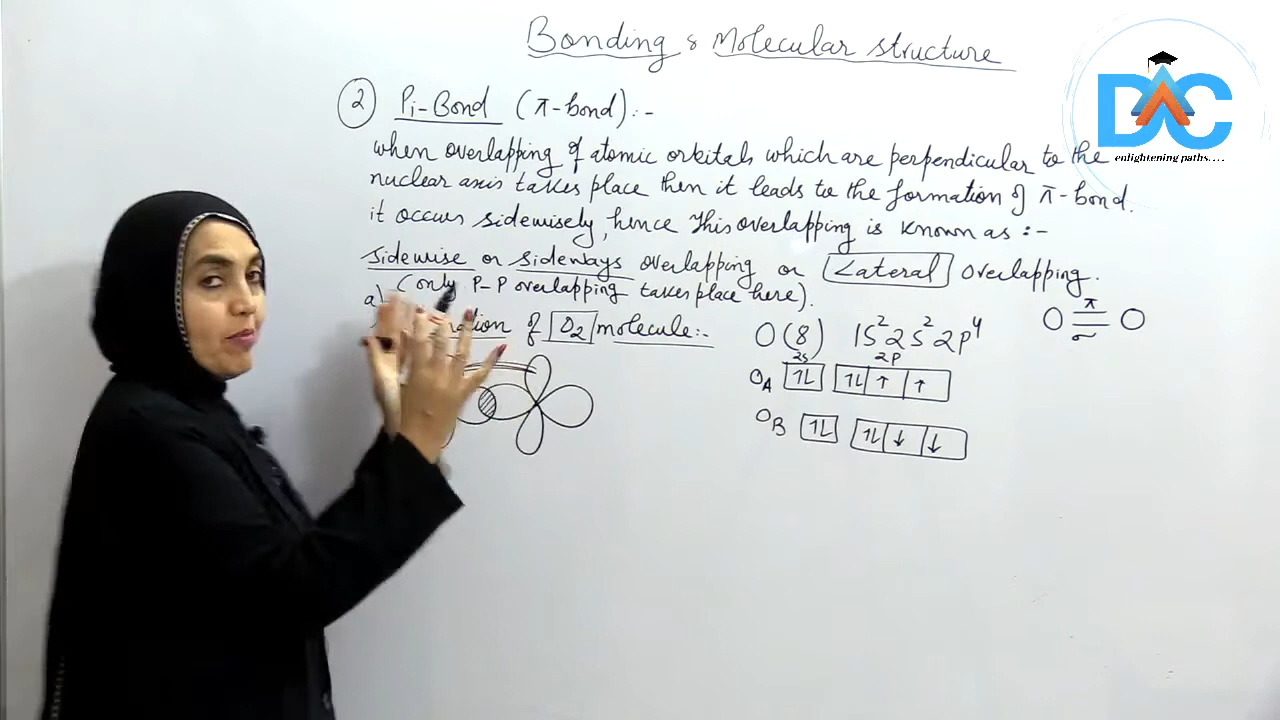 Bonding & Molecular structure
DAC
enlightening paths....
2 Pi-Bond (π-bond):-
when overlapping of atomic orbitals which are perpendicular to the
nuclear axis takes place then it leads to the formation of π-bond.
it occurs sidewisely, hence This overlapping is known as :-
sidewise or sideways overlapping or Lateral overlapping.
(only P-P overlapping takes place here).
a) of O2 molecule:-
O(8) 1S² 2S² 2p⁴
O π O
σ
2s 2p
OA ↑↓ ↑↓ ↑ ↑
OB ↑↓ ↑↓ ↓ ↓